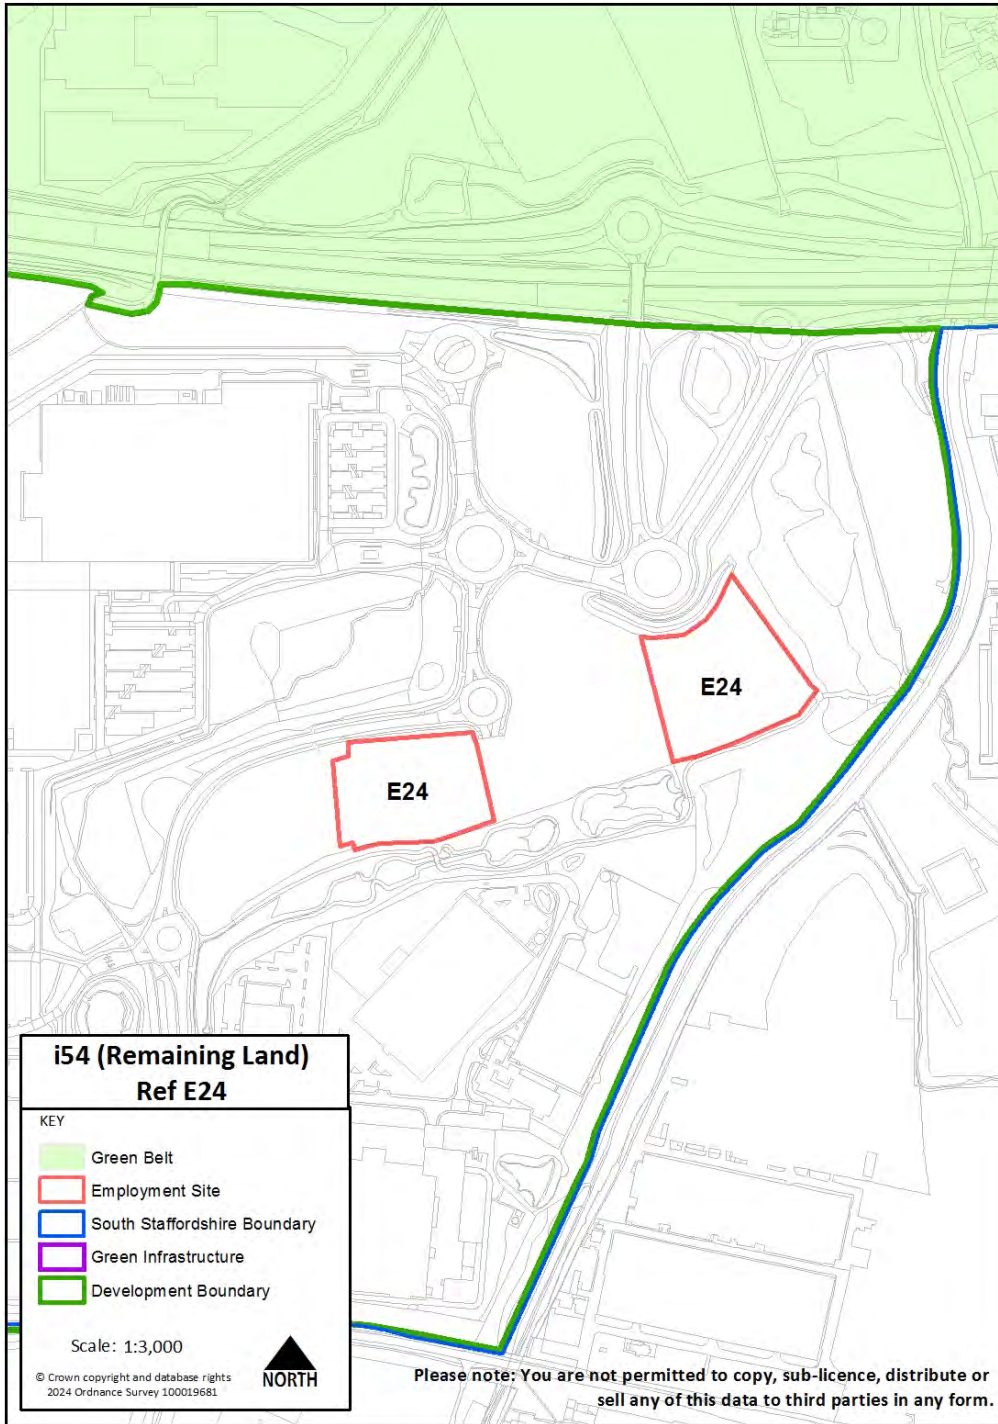 E24
E24
i54 (Remaining Land)
Ref E24
KEY
Green Belt
Employment Site
South Staffordshire Boundary
Green Infrastructure
Development Boundary
Scale: 1:3,000
© Crown copyright and database rights
2024 Ordnance Survey 100019681
NORTH
Please note: You are not permitted to copy, sub-licence, distribute or
sell any of this data to third parties in any form.